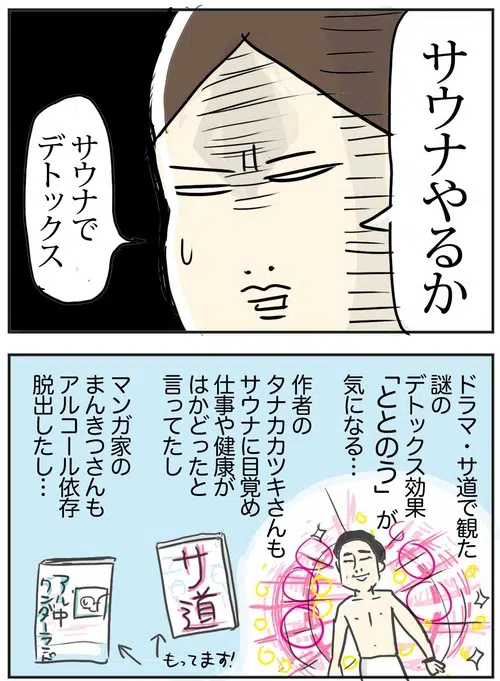 サウナやるか
サウナで
デトックス
ドラマ・サ道で観た
謎の
デトックス効果
「ととのう」が
気になる…
作者の
タナカカツキさんも
サウナに目覚め
仕事や健康が
はかどったと
言ってたし
マンガ家の
まんきつさんも
アルコール依存
脱出したし…
サ道
アル中
ワンダーランド
もってます!